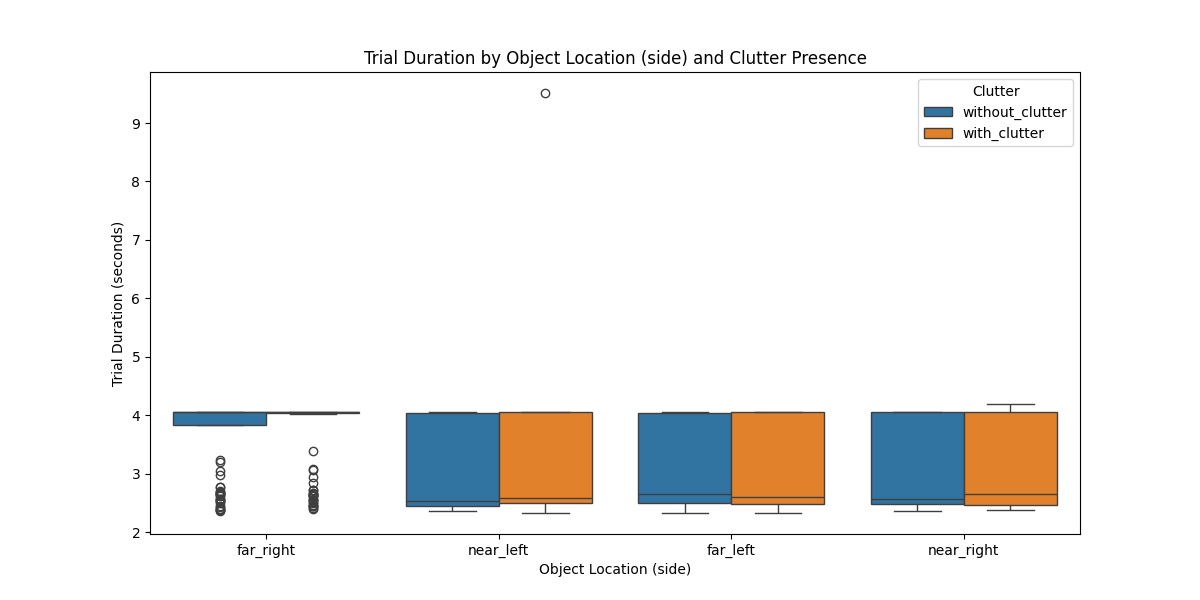 Trial Duration by Object Location (side) and Clutter Presence
Clutter
without_clutter
with_clutter
Trial Duration (seconds)
9
8
7
6
5
4
3
2
far_right
near_left
far_left
near_right
Object Location (side)